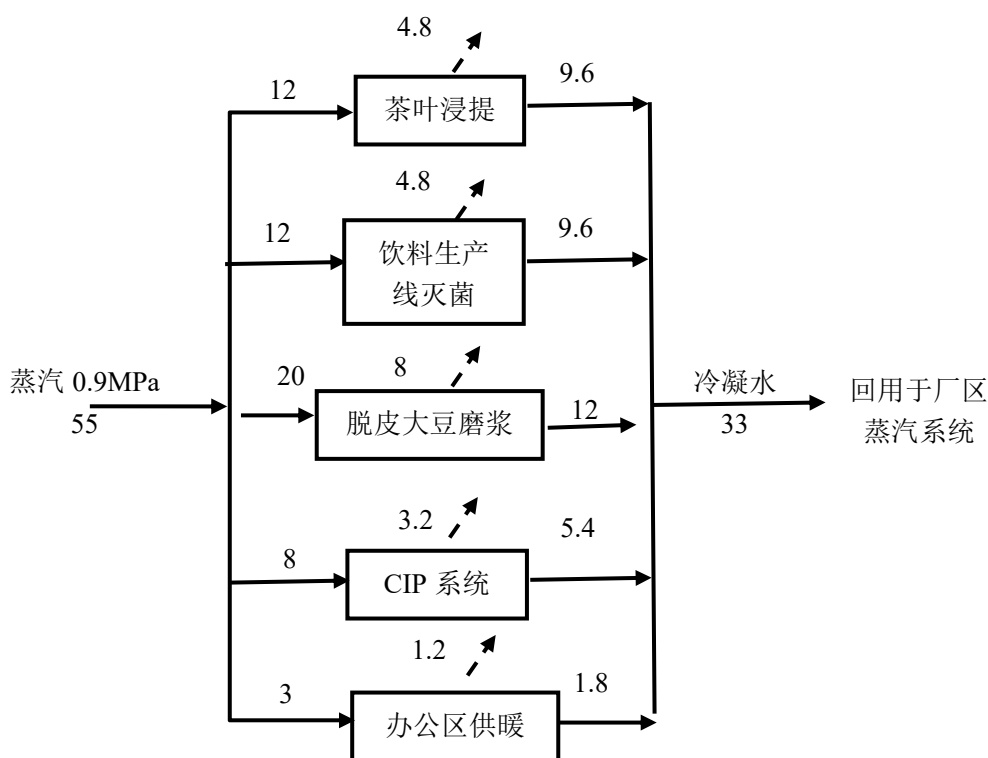 4.8
12
茶叶浸提
9.6
4.8
12
饮料生产
线灭菌
9.6
蒸汽 0.9MPa
55
20
8
脱皮大豆磨浆
12
冷凝水
33
回用于厂区
蒸汽系统
3.2
8
CIP 系统
5.4
1.2
3
办公区供暖
1.8